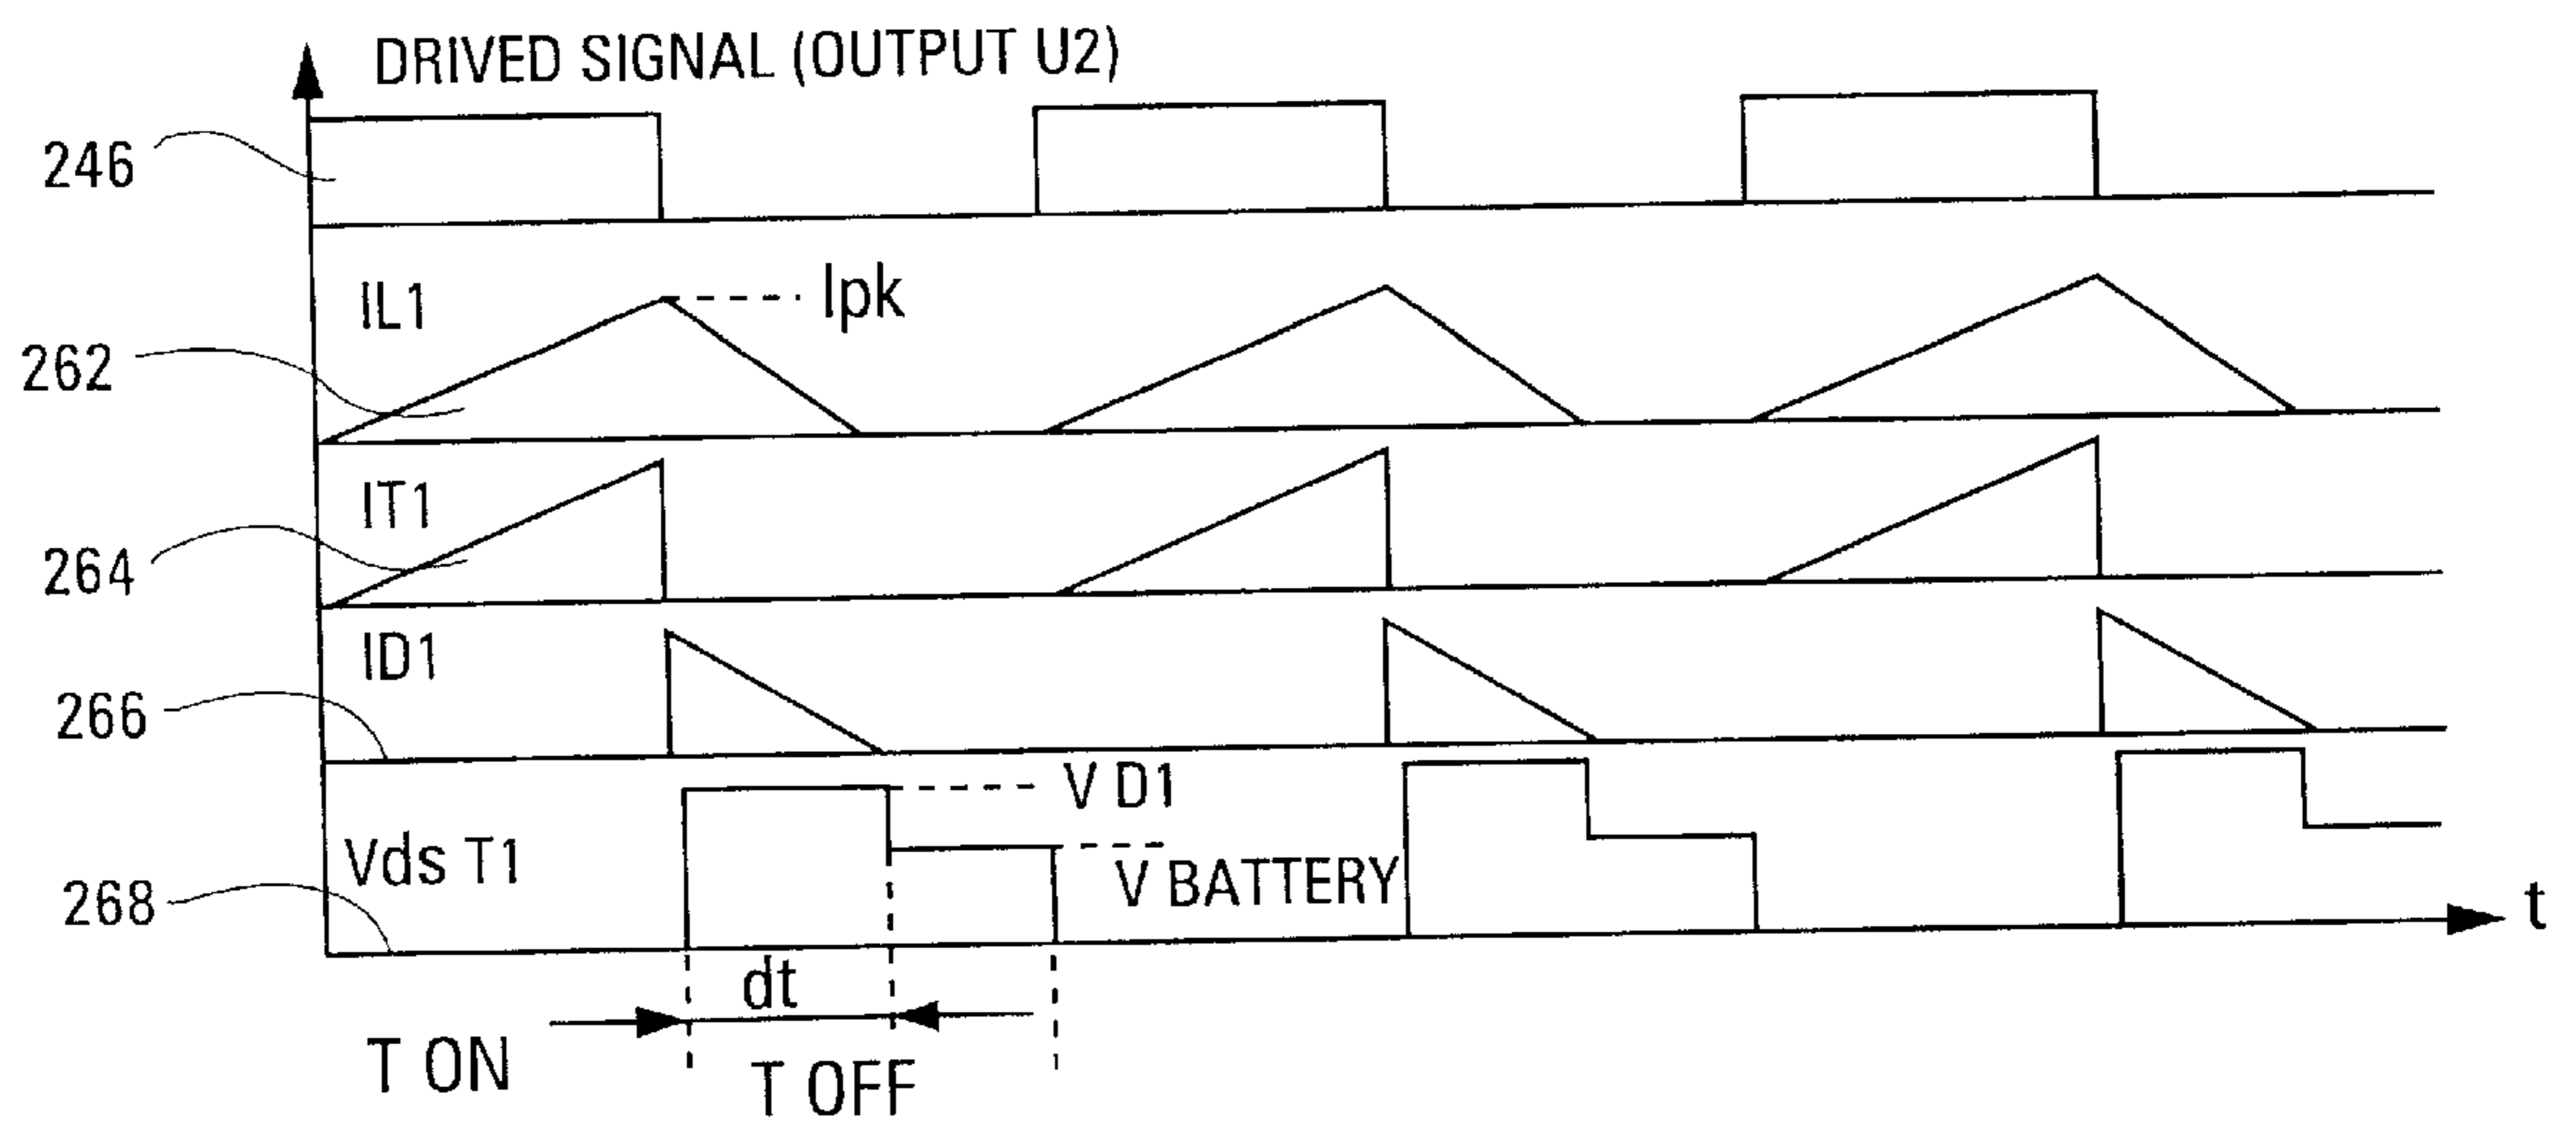 DRIVED SIGNAL (OUTPUT U2)
246
IL1
Ipk
262
IT1
264
ID1
266
V D1
Vds T1
V BATTERY
268
t
dt
T ON
T OFF